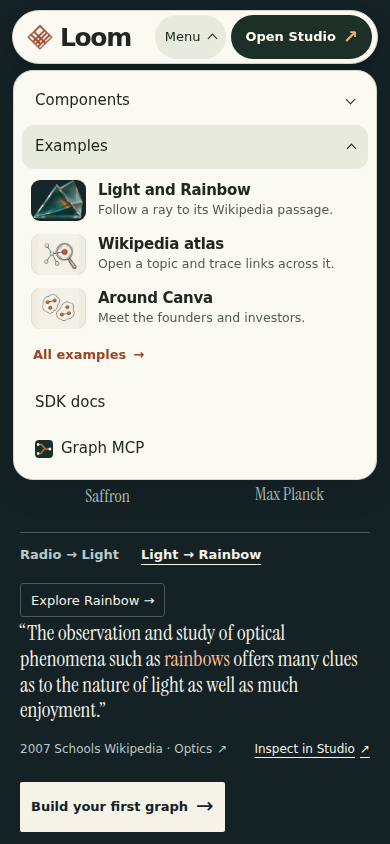 Loom
Menu
Open Studio ↗
Components
Examples
Light and Rainbow
Follow a ray to its Wikipedia passage.
Wikipedia atlas
Open a topic and trace links across it.
Around Canva
Meet the founders and investors.
All examples →
SDK docs
Graph MCP
Saffron
Max Planck
Radio → Light
Light → Rainbow
Explore Rainbow →
“The observation and study of optical
phenomena such as rainbows offers many clues
as to the nature of light as well as much
enjoyment.”
2007 Schools Wikipedia · Optics ↗
Inspect in Studio ↗
Build your first graph →